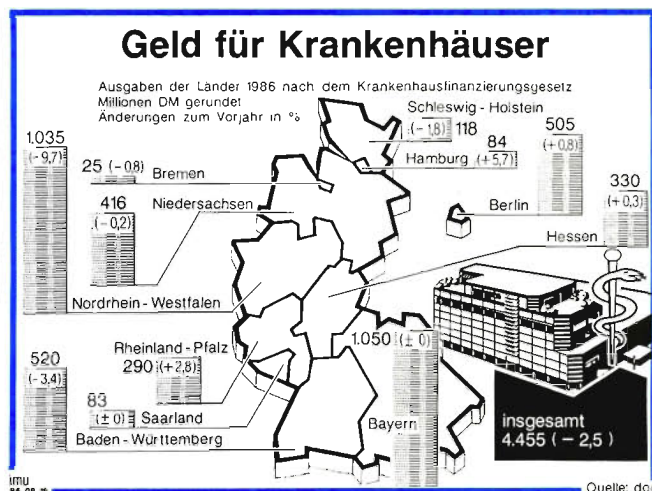 Geld für Krankenhäuser
Ausgaben der Länder 1986 nach dem Krankenhausfinanzierungsgesetz
Millionen DM gerundet
Änderungen zum Vorjahr in %
Schleswig - Holstein
(- 1,8) 118
1.035
(- 9,7)
25 (- 0,8) Bremen
84
Hamburg (+ 5,7)
505
(+ 0,8)
Berlin
416
(- 0,2)
Niedersachsen
330
(+ 0,3)
Hessen
Nordrhein - Westfalen
520
(- 3,4)
Rheinland - Pfalz
290 (+ 2,8)
1.050 (± 0)
83
(± 0) Saarland
Bayern
Baden - Württemberg
insgesamt
4.455 ( - 2,5 )
imu
Quelle: